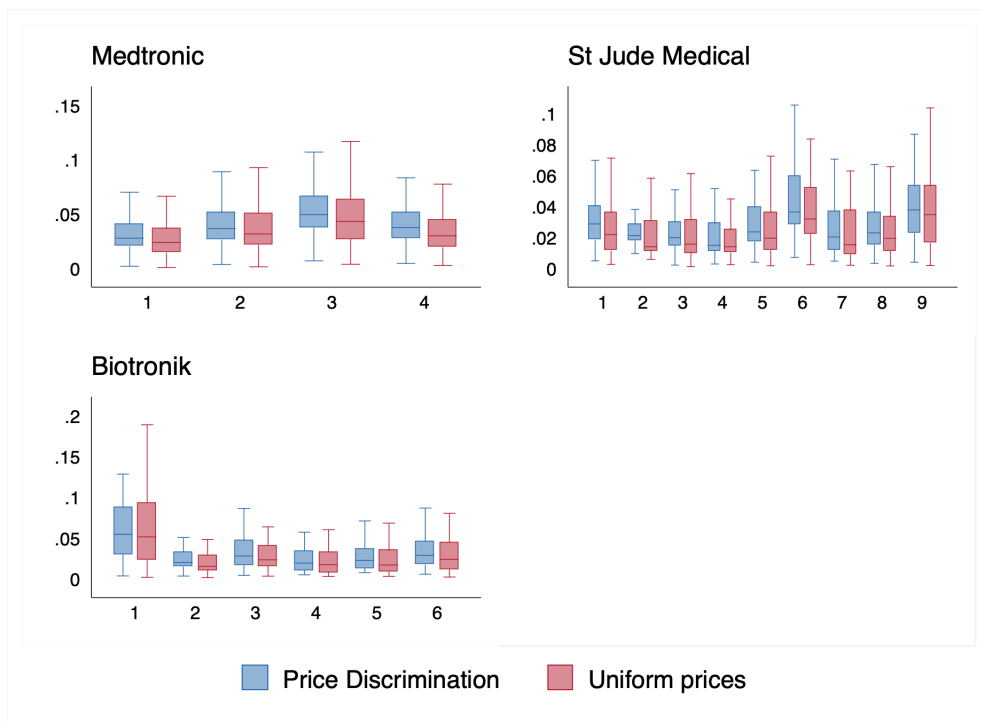 Medtronic
.15
.1
.05
0
1 2 3 4
St Jude Medical
.1
.08
.06
.04
.02
0
1 2 3 4 5 6 7 8 9
Biotronik
.2
.15
.1
.05
0
1 2 3 4 5 6
Price Discrimination
Uniform prices